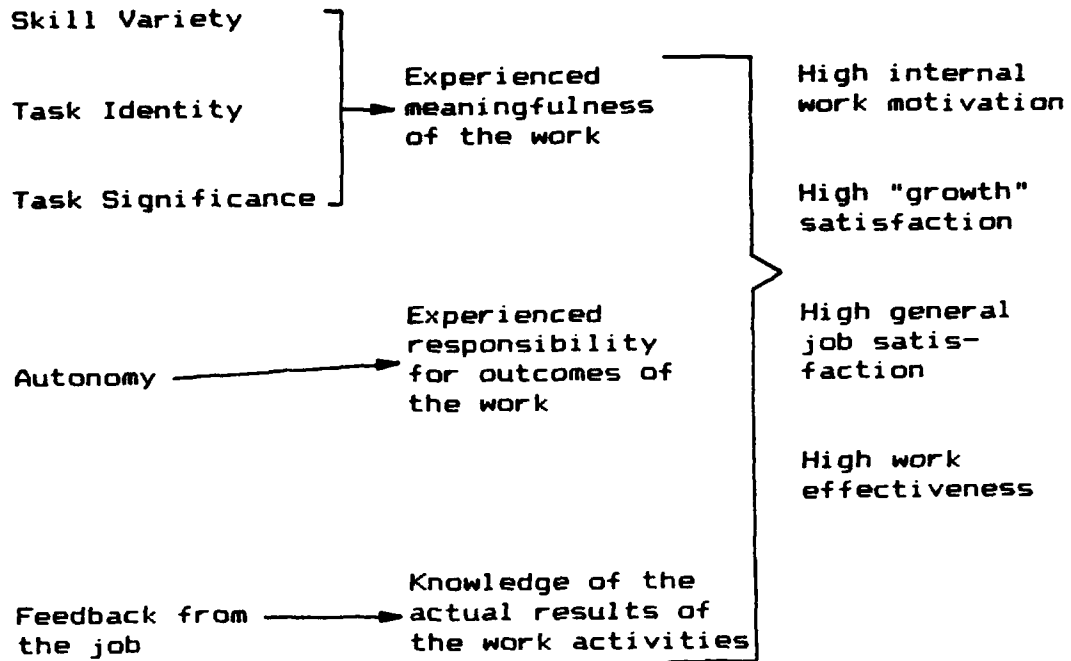 Skill Variety
Task Identity
Task Significance
Autonomy
Feedback from
the job
Experienced
meaningfulness
of the work
Experienced
responsibility
for outcomes of
the work
Knowledge of the
actual results of
the work activities
High internal
work motivation
High "growth"
satisfaction
High general
job satis-
faction
High work
effectiveness